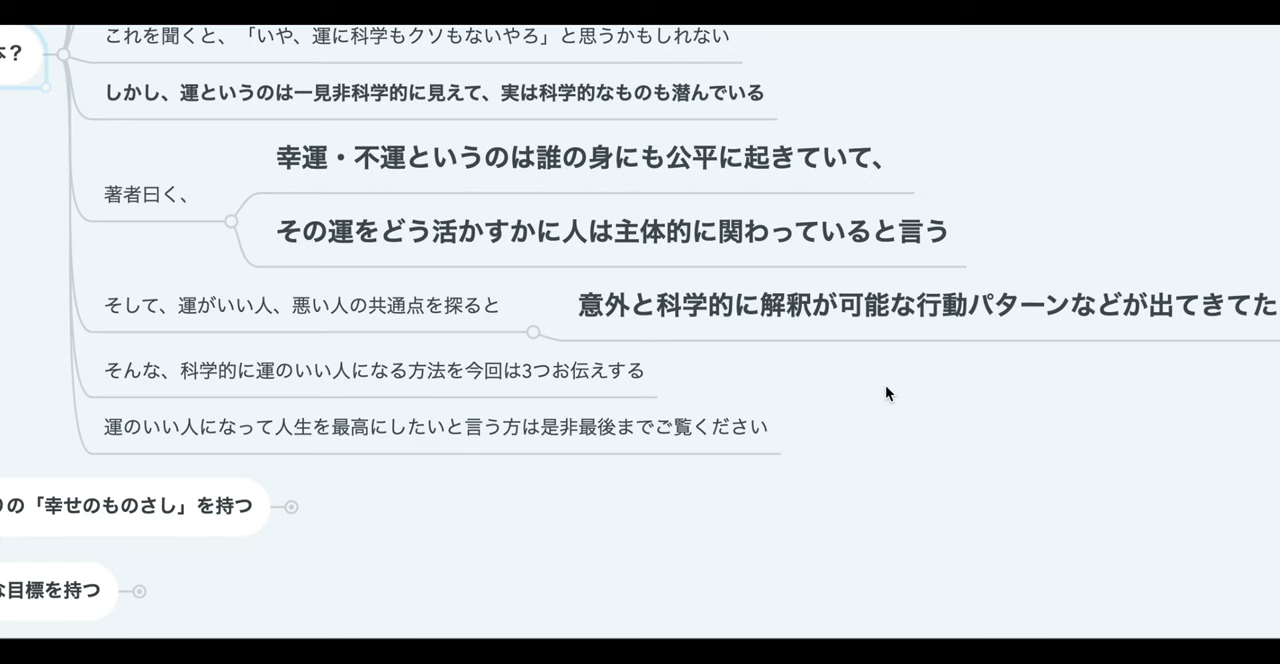 本？
これを聞くと、「いや、運に科学もクソもないやろ」と思うかもしれない
しかし、運というのは一見非科学的に見えて、実は科学的なものも潜んでいる
幸運・不運というのは誰の身にも公平に起きていて、
著者曰く、
その運をどう活かすかに人は主体的に関わっていると言う
そして、運がいい人、悪い人の共通点を探ると
意外と科学的に解釈が可能な行動パターンなどが出てきてた
そんな、科学的に運のいい人になる方法を今回は3つお伝えする
運のいい人になって人生を最高にしたいと言う方は是非最後までご覧ください
の「幸せのものさし」を持つ
な目標を持つ